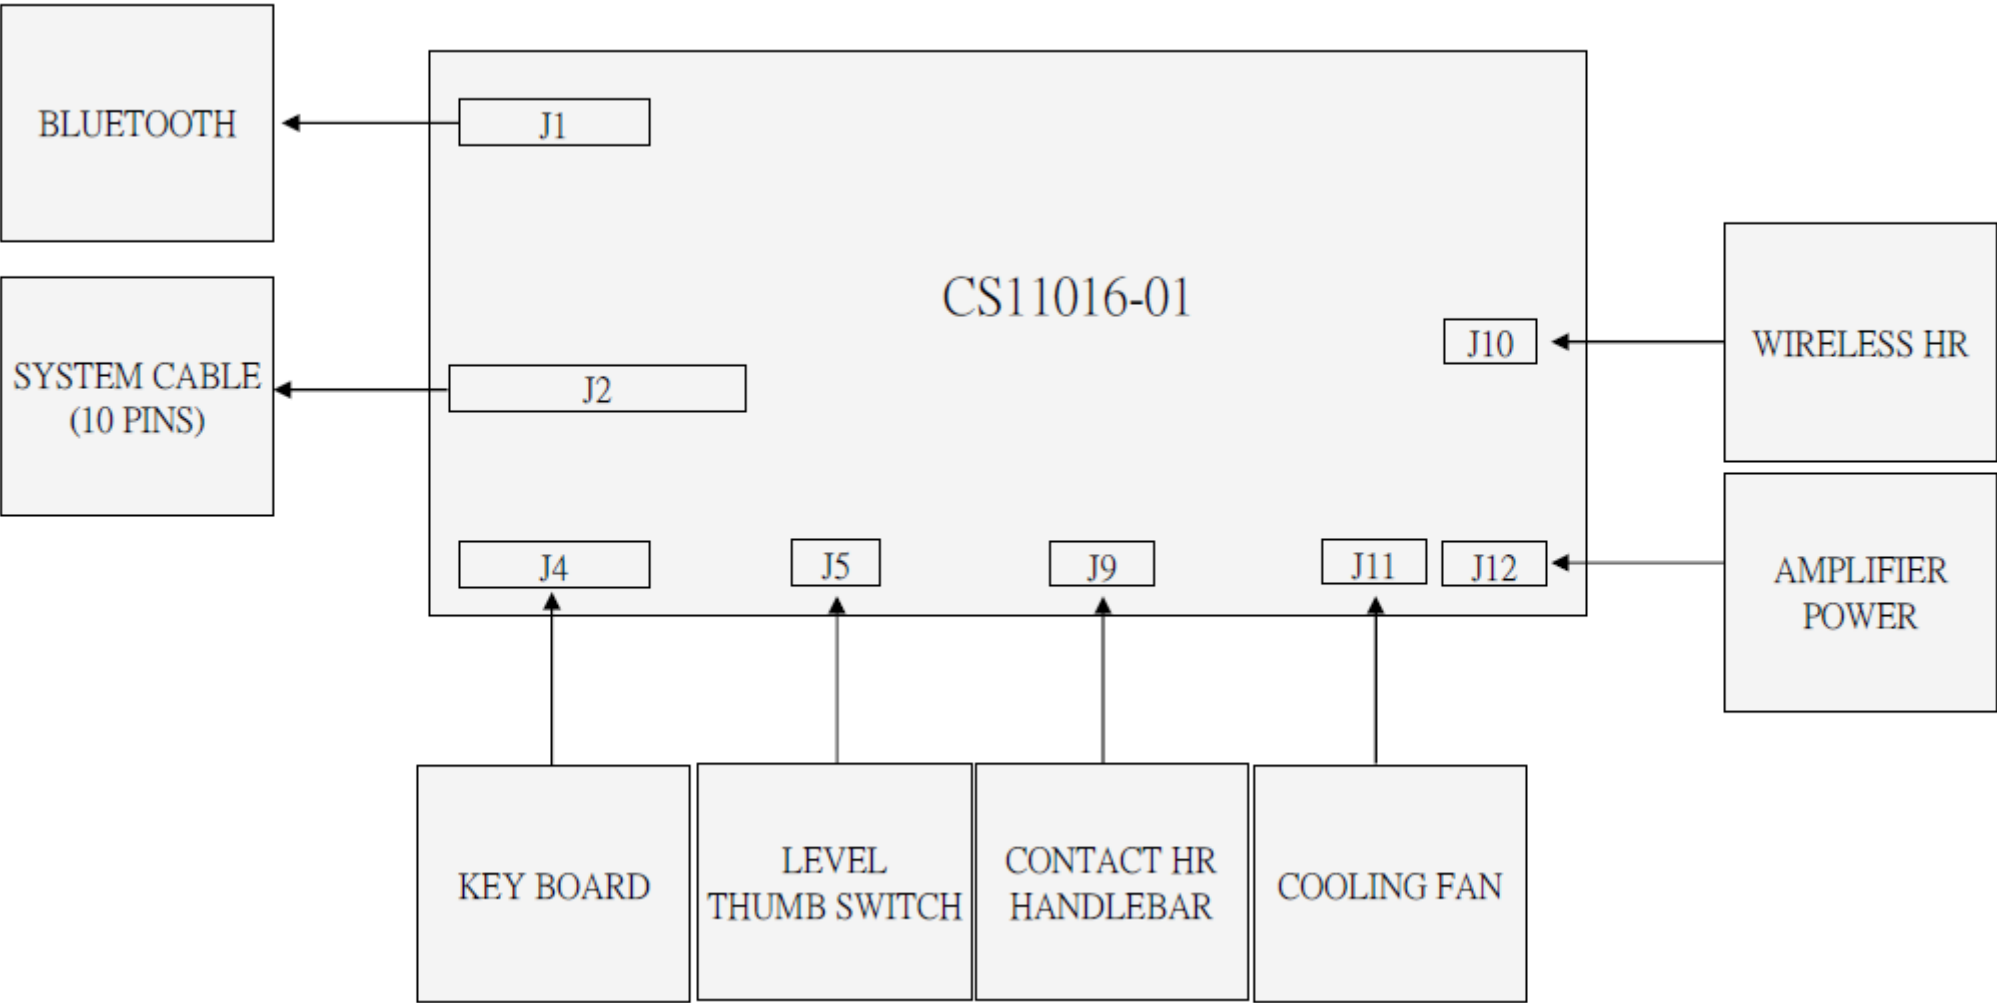 BLUETOOTH
J1
CS11016-01
SYSTEM CABLE
(10 PINS)
J2
J10
WIRELESS HR
J4
J5
J9
J11
J12
AMPLIFIER
POWER
KEY BOARD
LEVEL
THUMB SWITCH
CONTACT HR
HANDLEBAR
COOLING FAN